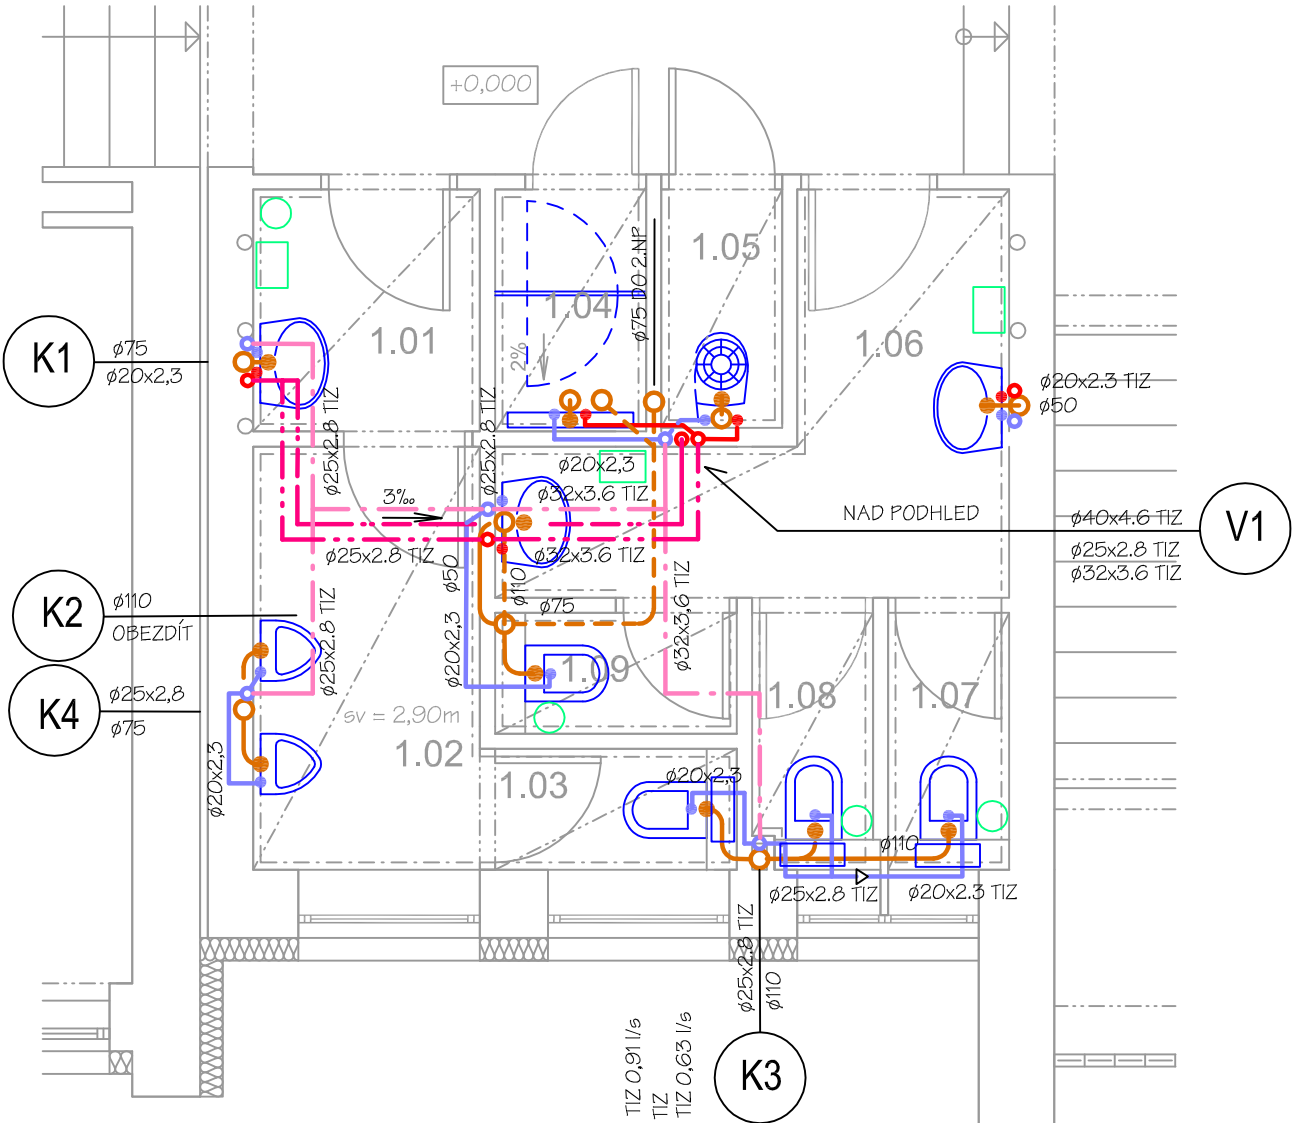 +0,000
1.05
1.04
1.01
1.06
2%
ø75 DO 2.NP
K1
ø75
ø20x2,3
ø20x2.3 TIZ
ø50
ø25x2.8 TIZ
ø25x2.8 TIZ
ø20x2,3
ø32x3.6 TIZ
3‰
NAD PODHLED
V1
ø40x4.6 TIZ
ø25x2.8 TIZ
ø32x3.6 TIZ
ø25x2.8 TIZ
ø32x3.6 TIZ
ø50
ø110
ø75
K2
ø110
OBEZDÍT
ø25x2.8 TIZ
ø20x2,3
ø32x3,6 TIZ
1.09
1.08
1.07
K4
ø25x2,8
ø75
sv = 2,90m
1.02
1.03
ø20x2,3
ø20x2,3
ø110
ø25x2.8 TIZ
ø20x2.3 TIZ
ø25x2.8 TIZ
ø110
K3
TIZ 0,91 l/s
TIZ
TIZ 0,63 l/s